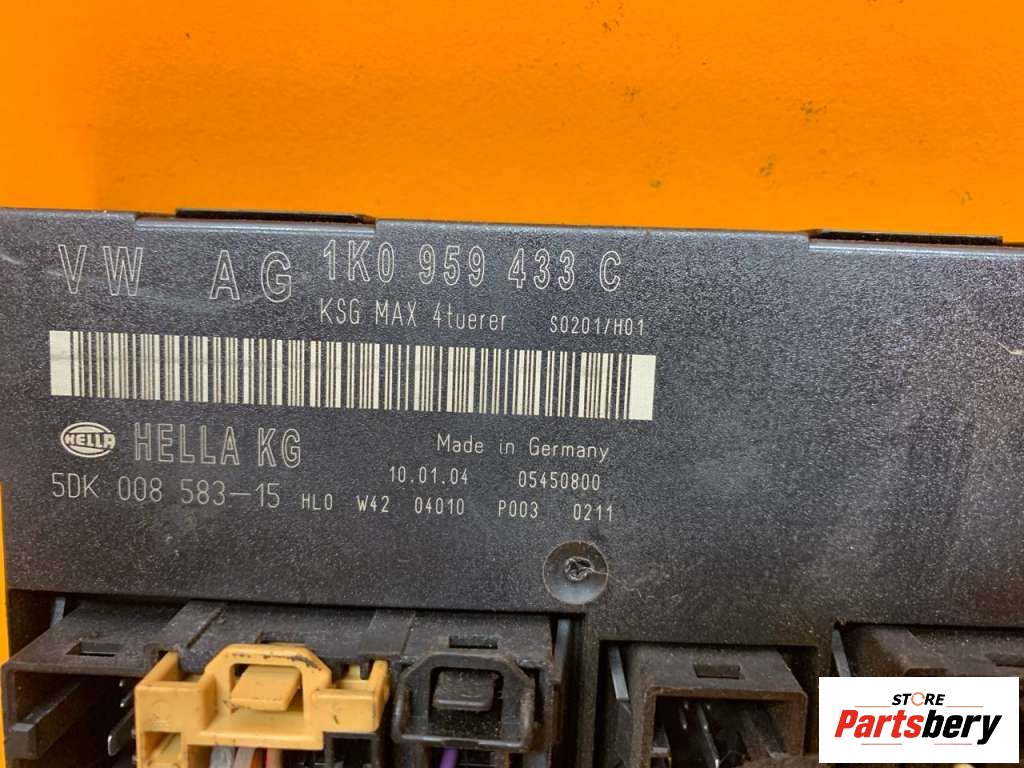 VW AG 1K0 959 433 C
KSG MAX 4tuerer S0201/H01
HELLA HELLA KG Made in Germany
10.01.04 05450800
5DK 008 583-15 HL0 W42 04010 P003 0211
STORE
Partsbery